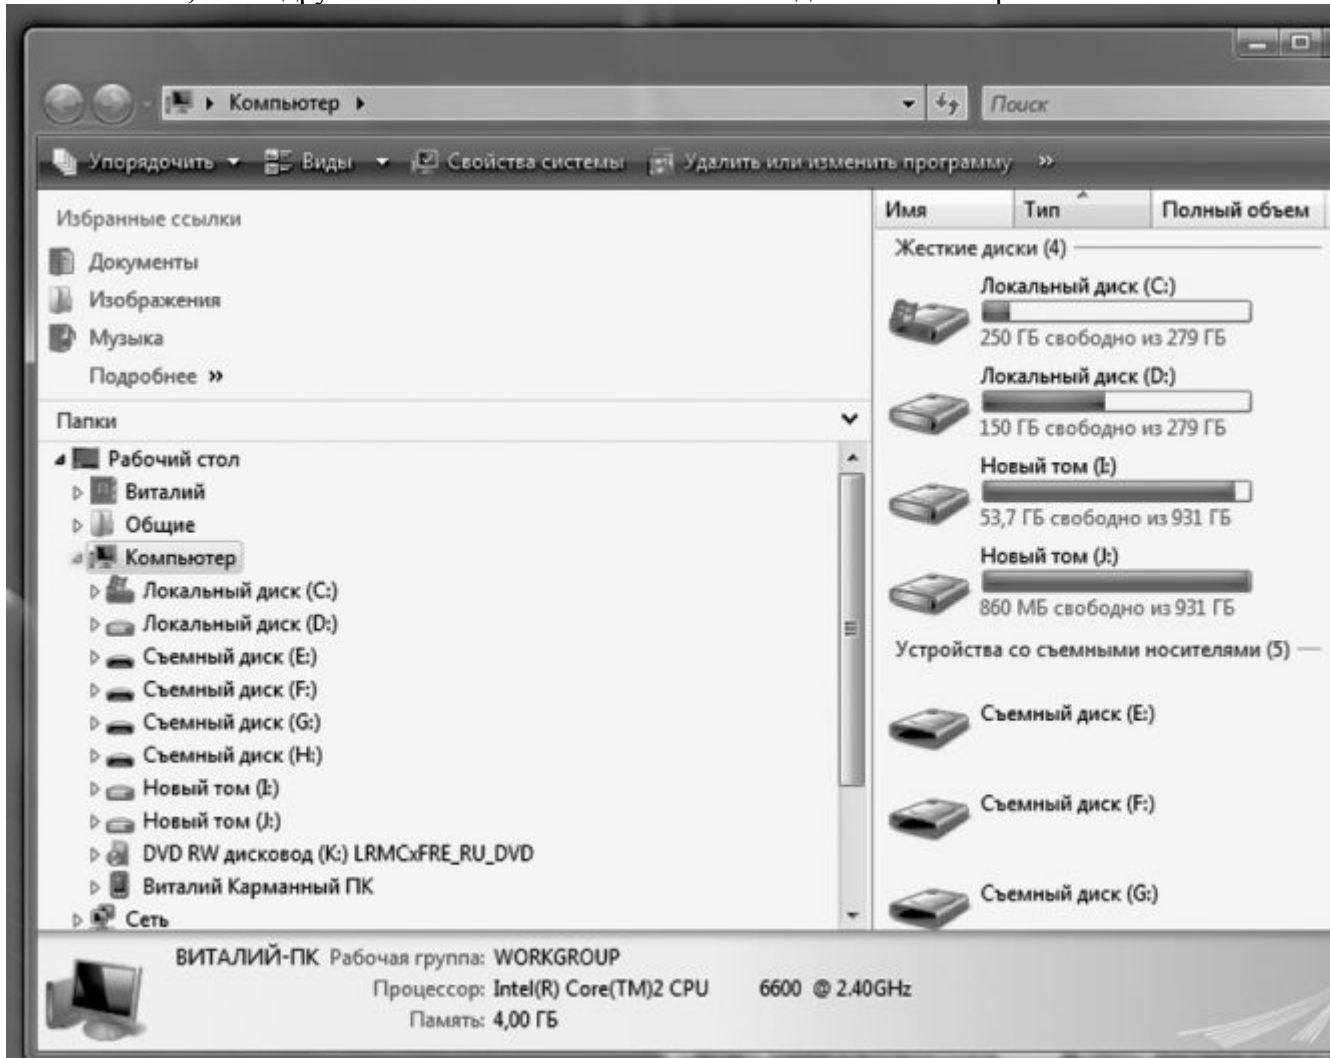 Компьютер
Поиск
Упорядочить Виды Свойства системы Удалить или изменить программу »
Избранные ссылки
Документы
Изображения
Музыка
Подробнее »
Папки
Рабочий стол
Виталий
Общие
Компьютер
Локальный диск (C:)
Локальный диск (D:)
Съемный диск (E:)
Съемный диск (F:)
Съемный диск (G:)
Съемный диск (H:)
Новый том (I:)
Новый том (J:)
DVD RW дисковод (K:) LRMCxFRE_RU_DVD
Виталий Карманный ПК
Сеть
Имя Тип Полный объем
Жесткие диски (4)
Локальный диск (C:)
250 ГБ свободно из 279 ГБ
Локальный диск (D:)
150 ГБ свободно из 279 ГБ
Новый том (I:)
53,7 ГБ свободно из 931 ГБ
Новый том (J:)
860 МБ свободно из 931 ГБ
Устройства со съемными носителями (5)
Съемный диск (E:)
Съемный диск (F:)
Съемный диск (G:)
ВИТАЛИЙ-ПК Рабочая группа: WORKGROUP
Процессор: Intel(R) Core(TM)2 CPU 6600 @ 2.40GHz
Память: 4,00 ГБ